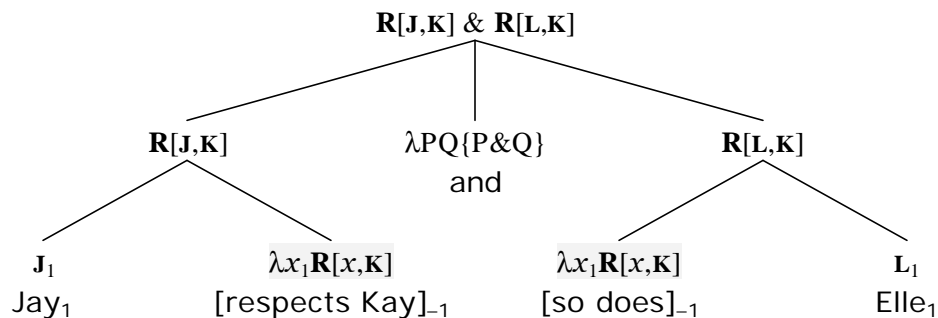 R[J,K] & R[L,K]
R[J,K] λPQ{P&Q} R[L,K]
and
J₁ λx₁R[x,K] λx₁R[x,K] L₁
Jay₁ [respects Kay]₋₁ [so does]₋₁ Elle₁